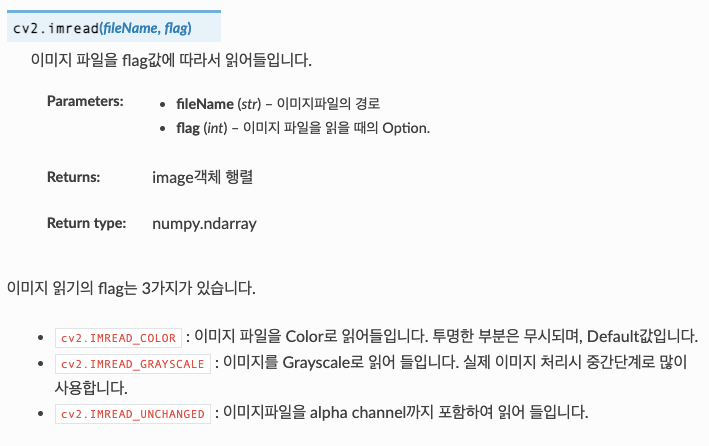 cv2.imread(fileName, flag)
이미지 파일을 flag값에 따라서 읽어들입니다.
Parameters:
• fileName (str) – 이미지파일의 경로
• flag (int) – 이미지 파일을 읽을 때의 Option.
Returns: image객체 행렬
Return type: numpy.ndarray
이미지 읽기의 flag는 3가지가 있습니다.
• cv2.IMREAD_COLOR : 이미지 파일을 Color로 읽어들입니다. 투명한 부분은 무시되며, Default값입니다.
• cv2.IMREAD_GRAYSCALE : 이미지를 Grayscale로 읽어 들입니다. 실제 이미지 처리시 중간단계로 많이
사용합니다.
• cv2.IMREAD_UNCHANGED : 이미지파일을 alpha channel까지 포함하여 읽어 들입니다.